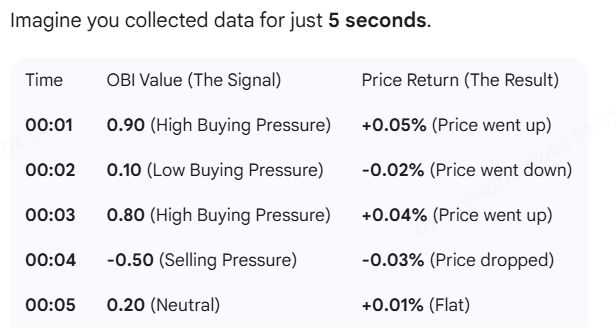 Imagine you collected data for just 5 seconds.
Time OBI Value (The Signal) Price Return (The Result)
00:01 0.90 (High Buying Pressure) +0.05% (Price went up)
00:02 0.10 (Low Buying Pressure) -0.02% (Price went down)
00:03 0.80 (High Buying Pressure) +0.04% (Price went up)
00:04 -0.50 (Selling Pressure) -0.03% (Price dropped)
00:05 0.20 (Neutral) +0.01% (Flat)